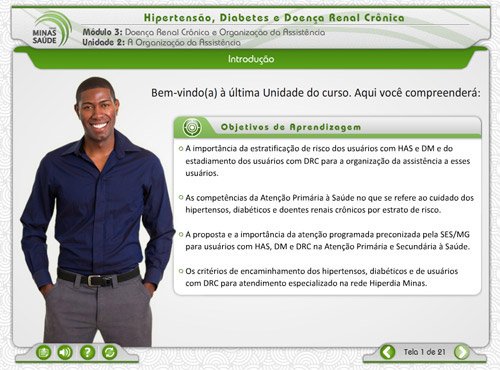 Hipertensão, Diabetes e Doença Renal Crônica
MINAS
SAÚDE
Módulo 3: Doença Renal Crônica e Organização da Assistência
Unidade 2: A Organização da Assistência
Introdução
Bem-vindo(a) à última Unidade do curso. Aqui você compreenderá:
Objetivos de Aprendizagem
A importância da estratificação de risco dos usuários com HAS e DM e do
estadiamento dos usuários com DRC para a organização da assistência a esses
usuários.
As competências da Atenção Primária à Saúde no que se refere ao cuidado dos
hipertensos, diabéticos e doentes renais crônicos por estrato de risco.
A proposta e a importância da atenção programada preconizada pela SES/MG
para usuários com HAS, DM e DRC na Atenção Primária e Secundária à Saúde.
Os critérios de encaminhamento dos hipertensos, diabéticos e de usuários
com DRC para atendimento especializado na rede Hiperdia Minas.
?
Tela 1 de 21